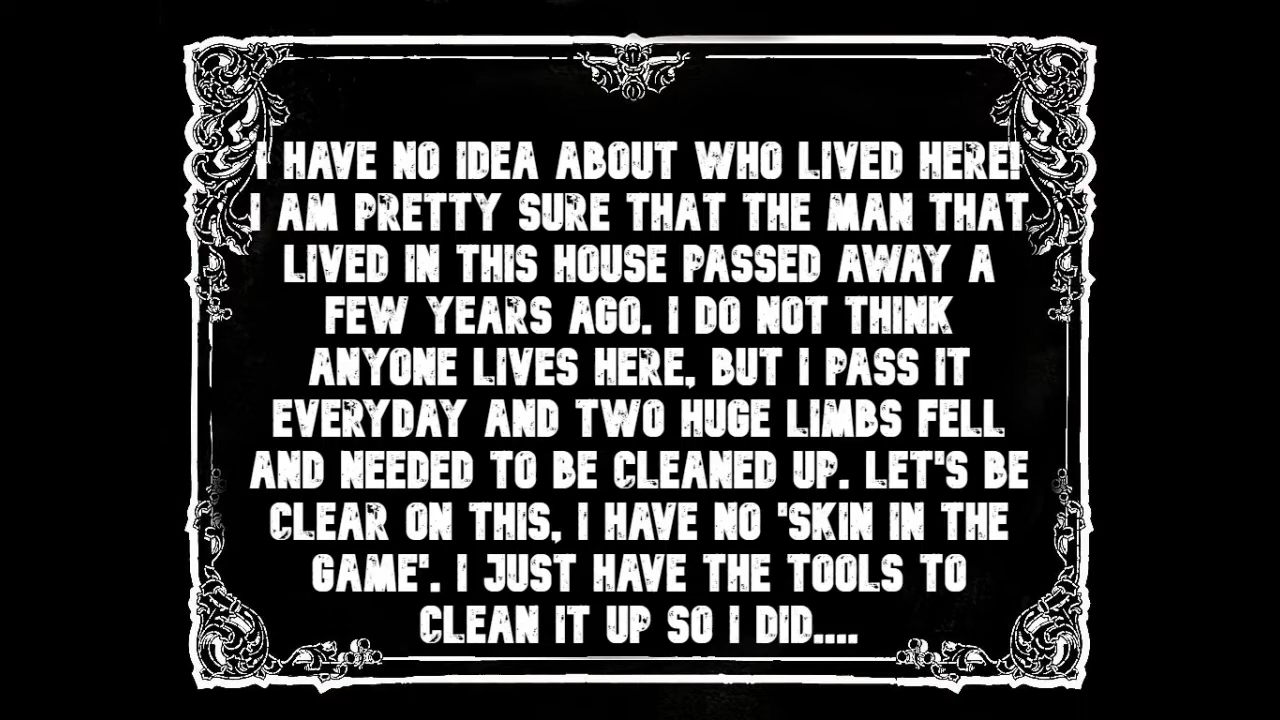 I HAVE NO IDEA ABOUT WHO LIVED HERE!
I AM PRETTY SURE THAT THE MAN THAT
LIVED IN THIS HOUSE PASSED AWAY A
FEW YEARS AGO. I DO NOT THINK
ANYONE LIVES HERE, BUT I PASS IT
EVERYDAY AND TWO HUGE LIMBS FELL
AND NEEDED TO BE CLEANED UP. LET'S BE
CLEAR ON THIS, I HAVE NO 'SKIN IN THE
GAME'. I JUST HAVE THE TOOLS TO
CLEAN IT UP SO I DID....